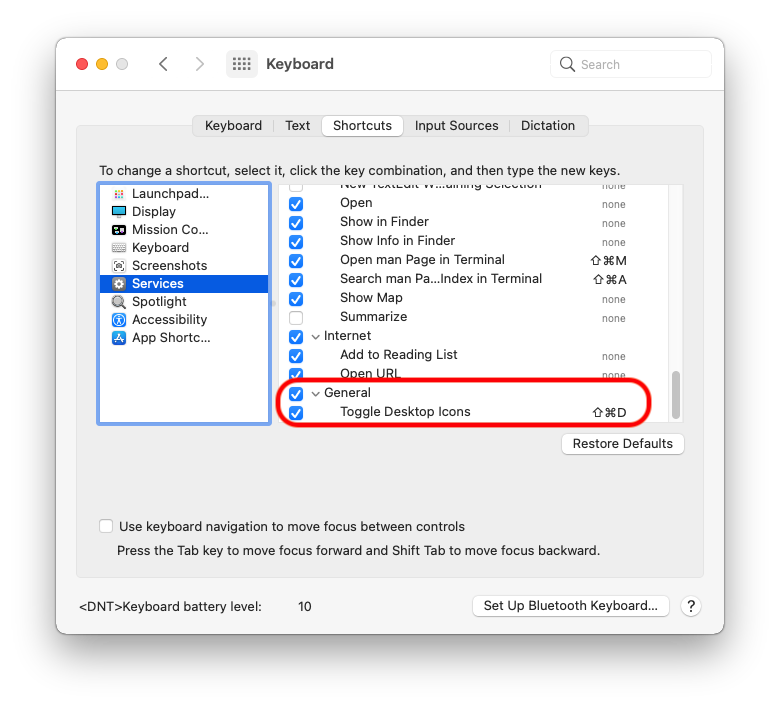 Keyboard
Search
Keyboard
Text
Shortcuts
Input Sources
Dictation
To change a shortcut, select it, click the key combination, and then type the new keys.
Launchpad...
Display
Mission Co...
Keyboard
Screenshots
Services
Spotlight
Accessibility
App Shortc...
New TextEdit W...aining Selection none
Open none
Show in Finder none
Show Info in Finder none
Open man Page in Terminal ⇧⌘M
Search man Pa...Index in Terminal ⇧⌘A
Show Map none
Summarize none
Internet
Add to Reading List none
Open URL none
General
Toggle Desktop Icons ⇧⌘D
Restore Defaults
Use keyboard navigation to move focus between controls
Press the Tab key to move focus forward and Shift Tab to move focus backward.
<DNT>Keyboard battery level: 10
Set Up Bluetooth Keyboard...
?